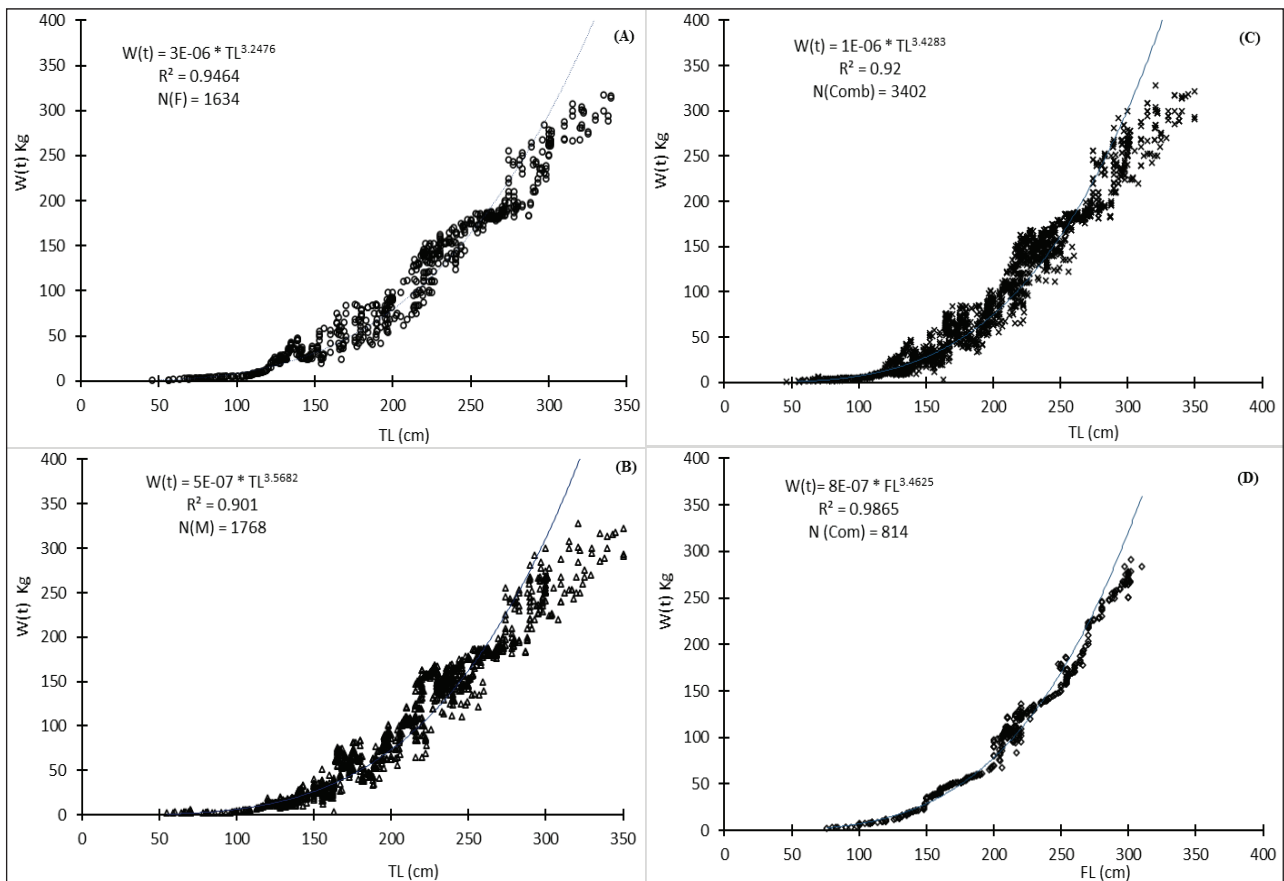 (A)
W(t) = 3E-06 * TL^3.2476
R² = 0.9464
N(F) = 1634
W(t) Kg
400
350
300
250
200
150
100
50
0
0 50 100 150 200 250 300 350
TL (cm)
(C)
W(t) = 1E-06 * TL^3.4283
R² = 0.92
N(Comb) = 3402
W(t) Kg
400
350
300
250
200
150
100
50
0
0 50 100 150 200 250 300 350 400
TL (cm)
(B)
W(t) = 5E-07 * TL^3.5682
R² = 0.901
N(M) = 1768
W(t) Kg
400
350
300
250
200
150
100
50
0
0 50 100 150 200 250 300 350
TL (cm)
(D)
W(t)= 8E-07 * FL^3.4625
R² = 0.9865
N (Com) = 814
W(t) Kg
400
350
300
250
200
150
100
50
0
0 50 100 150 200 250 300 350 400
FL (cm)